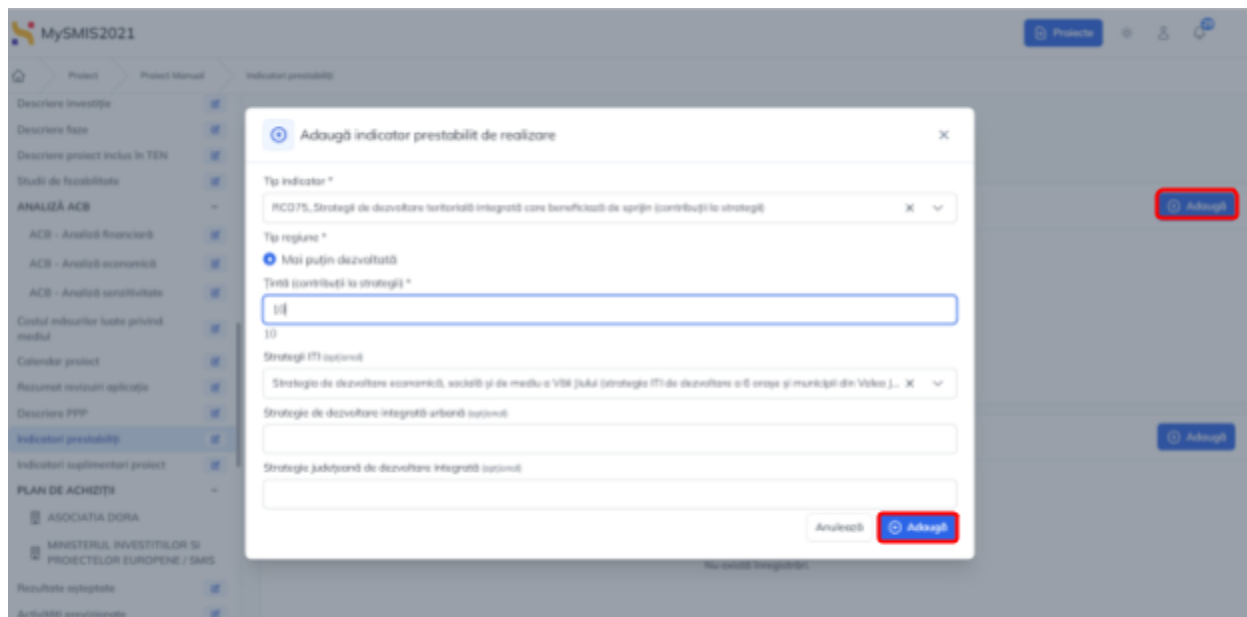 MySMIS2021
Proiecte
Proiect
Proiect Manual
Indicatori prestabiliți
Descriere investiție
Descriere faze
Descriere proiect inclus în TEN
Studii de fezabilitate
ANALIZĂ ACB
ACB - Analiză financiară
ACB - Analiză economică
ACB - Analiză senzitivitate
Costul măsurilor luate privind
mediul
Calendar proiect
Rezumat revizuiri aplicație
Descriere PPP
Indicatori prestabiliți
Indicatori suplimentari proiect
PLAN DE ACHIZIȚII
ASOCIATIA DORA
MINISTERUL INVESTITIILOR SI
PROIECTELOR EUROPENE / SMIS
Rezultate așteptate
Activități previzionate
Adaugă indicator prestabilit de realizare
Tip indicator *
RCO75_Strategii de dezvoltare teritorială integrată care beneficiază de sprijin (contribuții la strategii)
Tip regiune *
Mai puțin dezvoltată
Țintă (contribuții la strategii) *
10
10
Strategii ITI (opțional)
Strategia de dezvoltare economică, socială și de mediu a Văii Jiului (strategia ITI de dezvoltare a 6 orașe și municipii din Valea J...
Strategie de dezvoltare integrată urbană (opțional)
Strategie județeană de dezvoltare integrată (opțional)
Anulează
Adaugă
Adaugă
Adaugă
Nu există înregistrări.